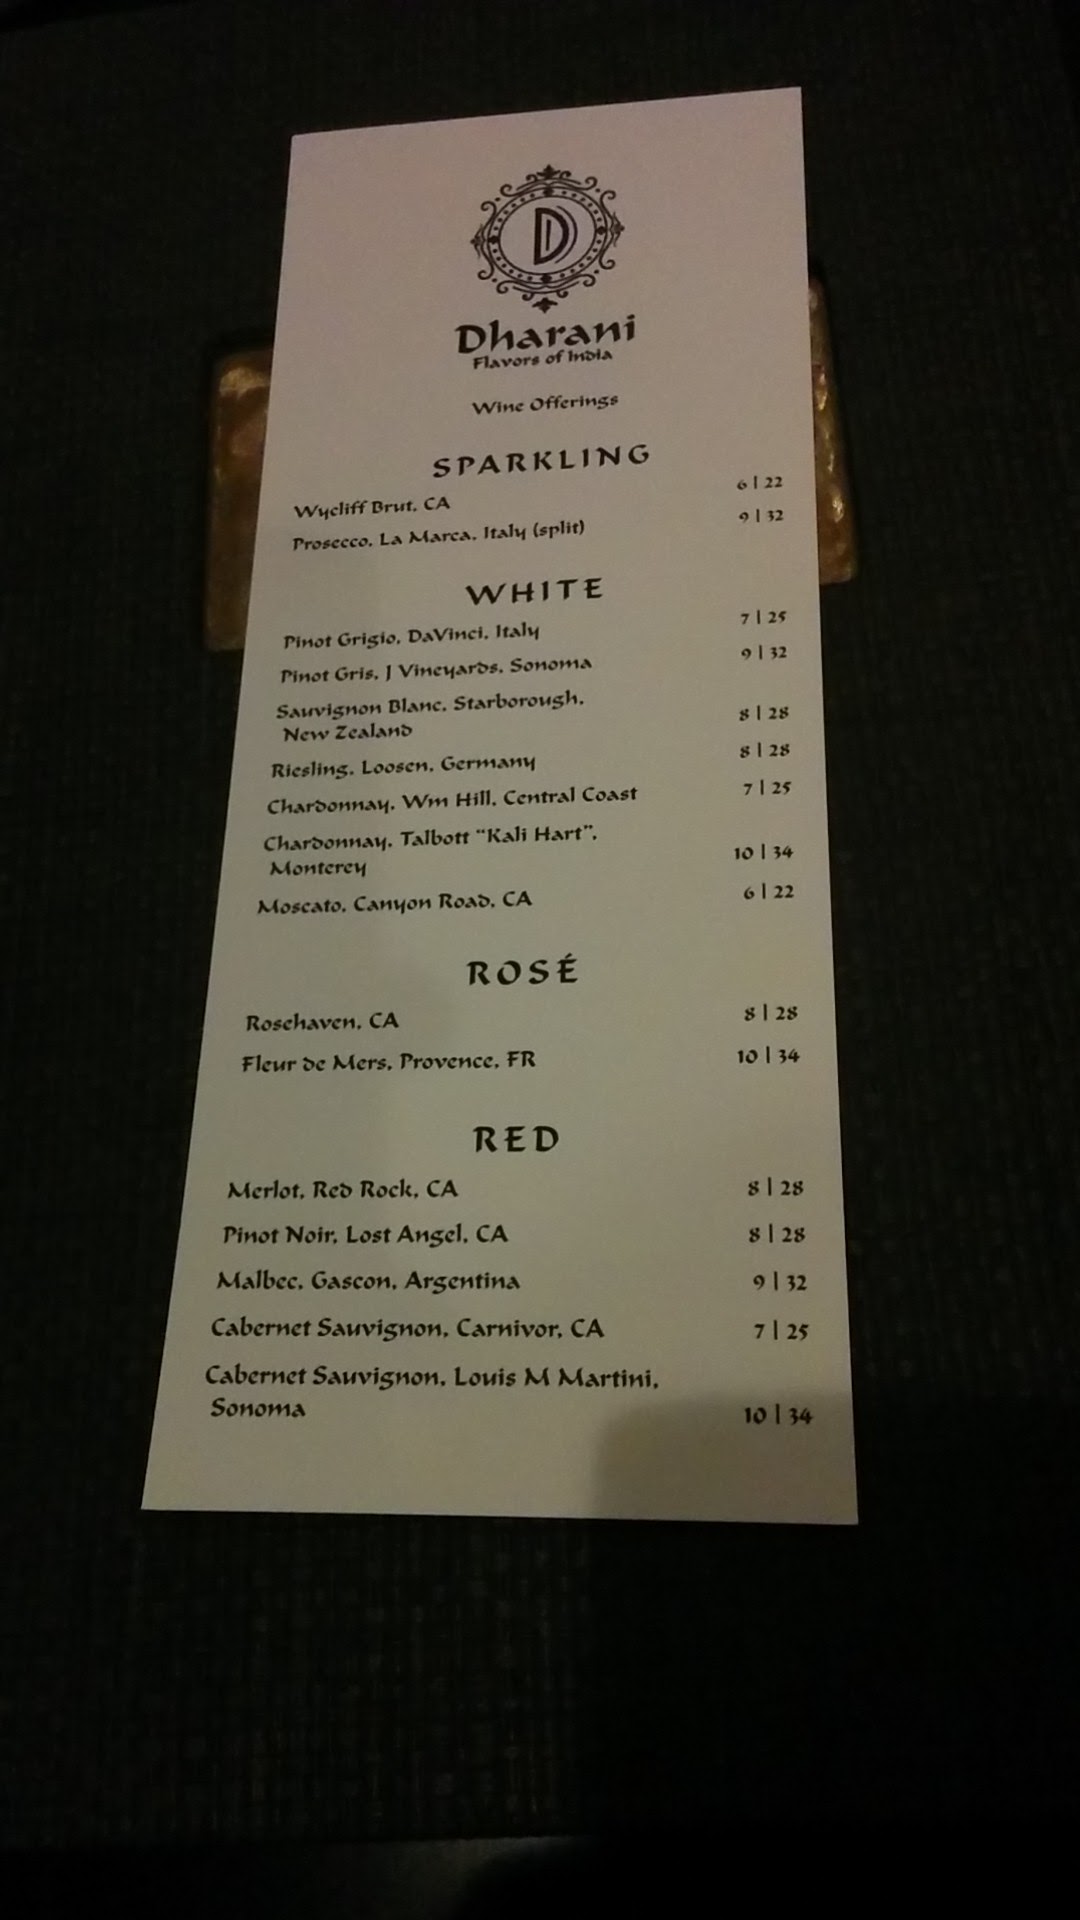 D
Dharani
Flavors of India
Wine Offerings
SPARKLING
Wycliff Brut, CA 6 | 22
Prosecco, La Marca, Italy (split) 9 | 32
WHITE
Pinot Grigio, DaVinci, Italy 7 | 25
Pinot Gris, J Vineyards, Sonoma 9 | 32
Sauvignon Blanc, Starborough,
New Zealand 8 | 28
Riesling, Loosen, Germany 8 | 28
Chardonnay, Wm Hill, Central Coast 7 | 25
Chardonnay, Talbott "Kali Hart",
Monterey 10 | 34
Moscato, Canyon Road, CA 6 | 22
ROSÉ
Rosehaven, CA 8 | 28
Fleur de Mers, Provence, FR 10 | 34
RED
Merlot, Red Rock, CA 8 | 28
Pinot Noir, Lost Angel, CA 8 | 28
Malbec, Gascon, Argentina 9 | 32
Cabernet Sauvignon, Carnivor, CA 7 | 25
Cabernet Sauvignon, Louis M Martini,
Sonoma 10 | 34